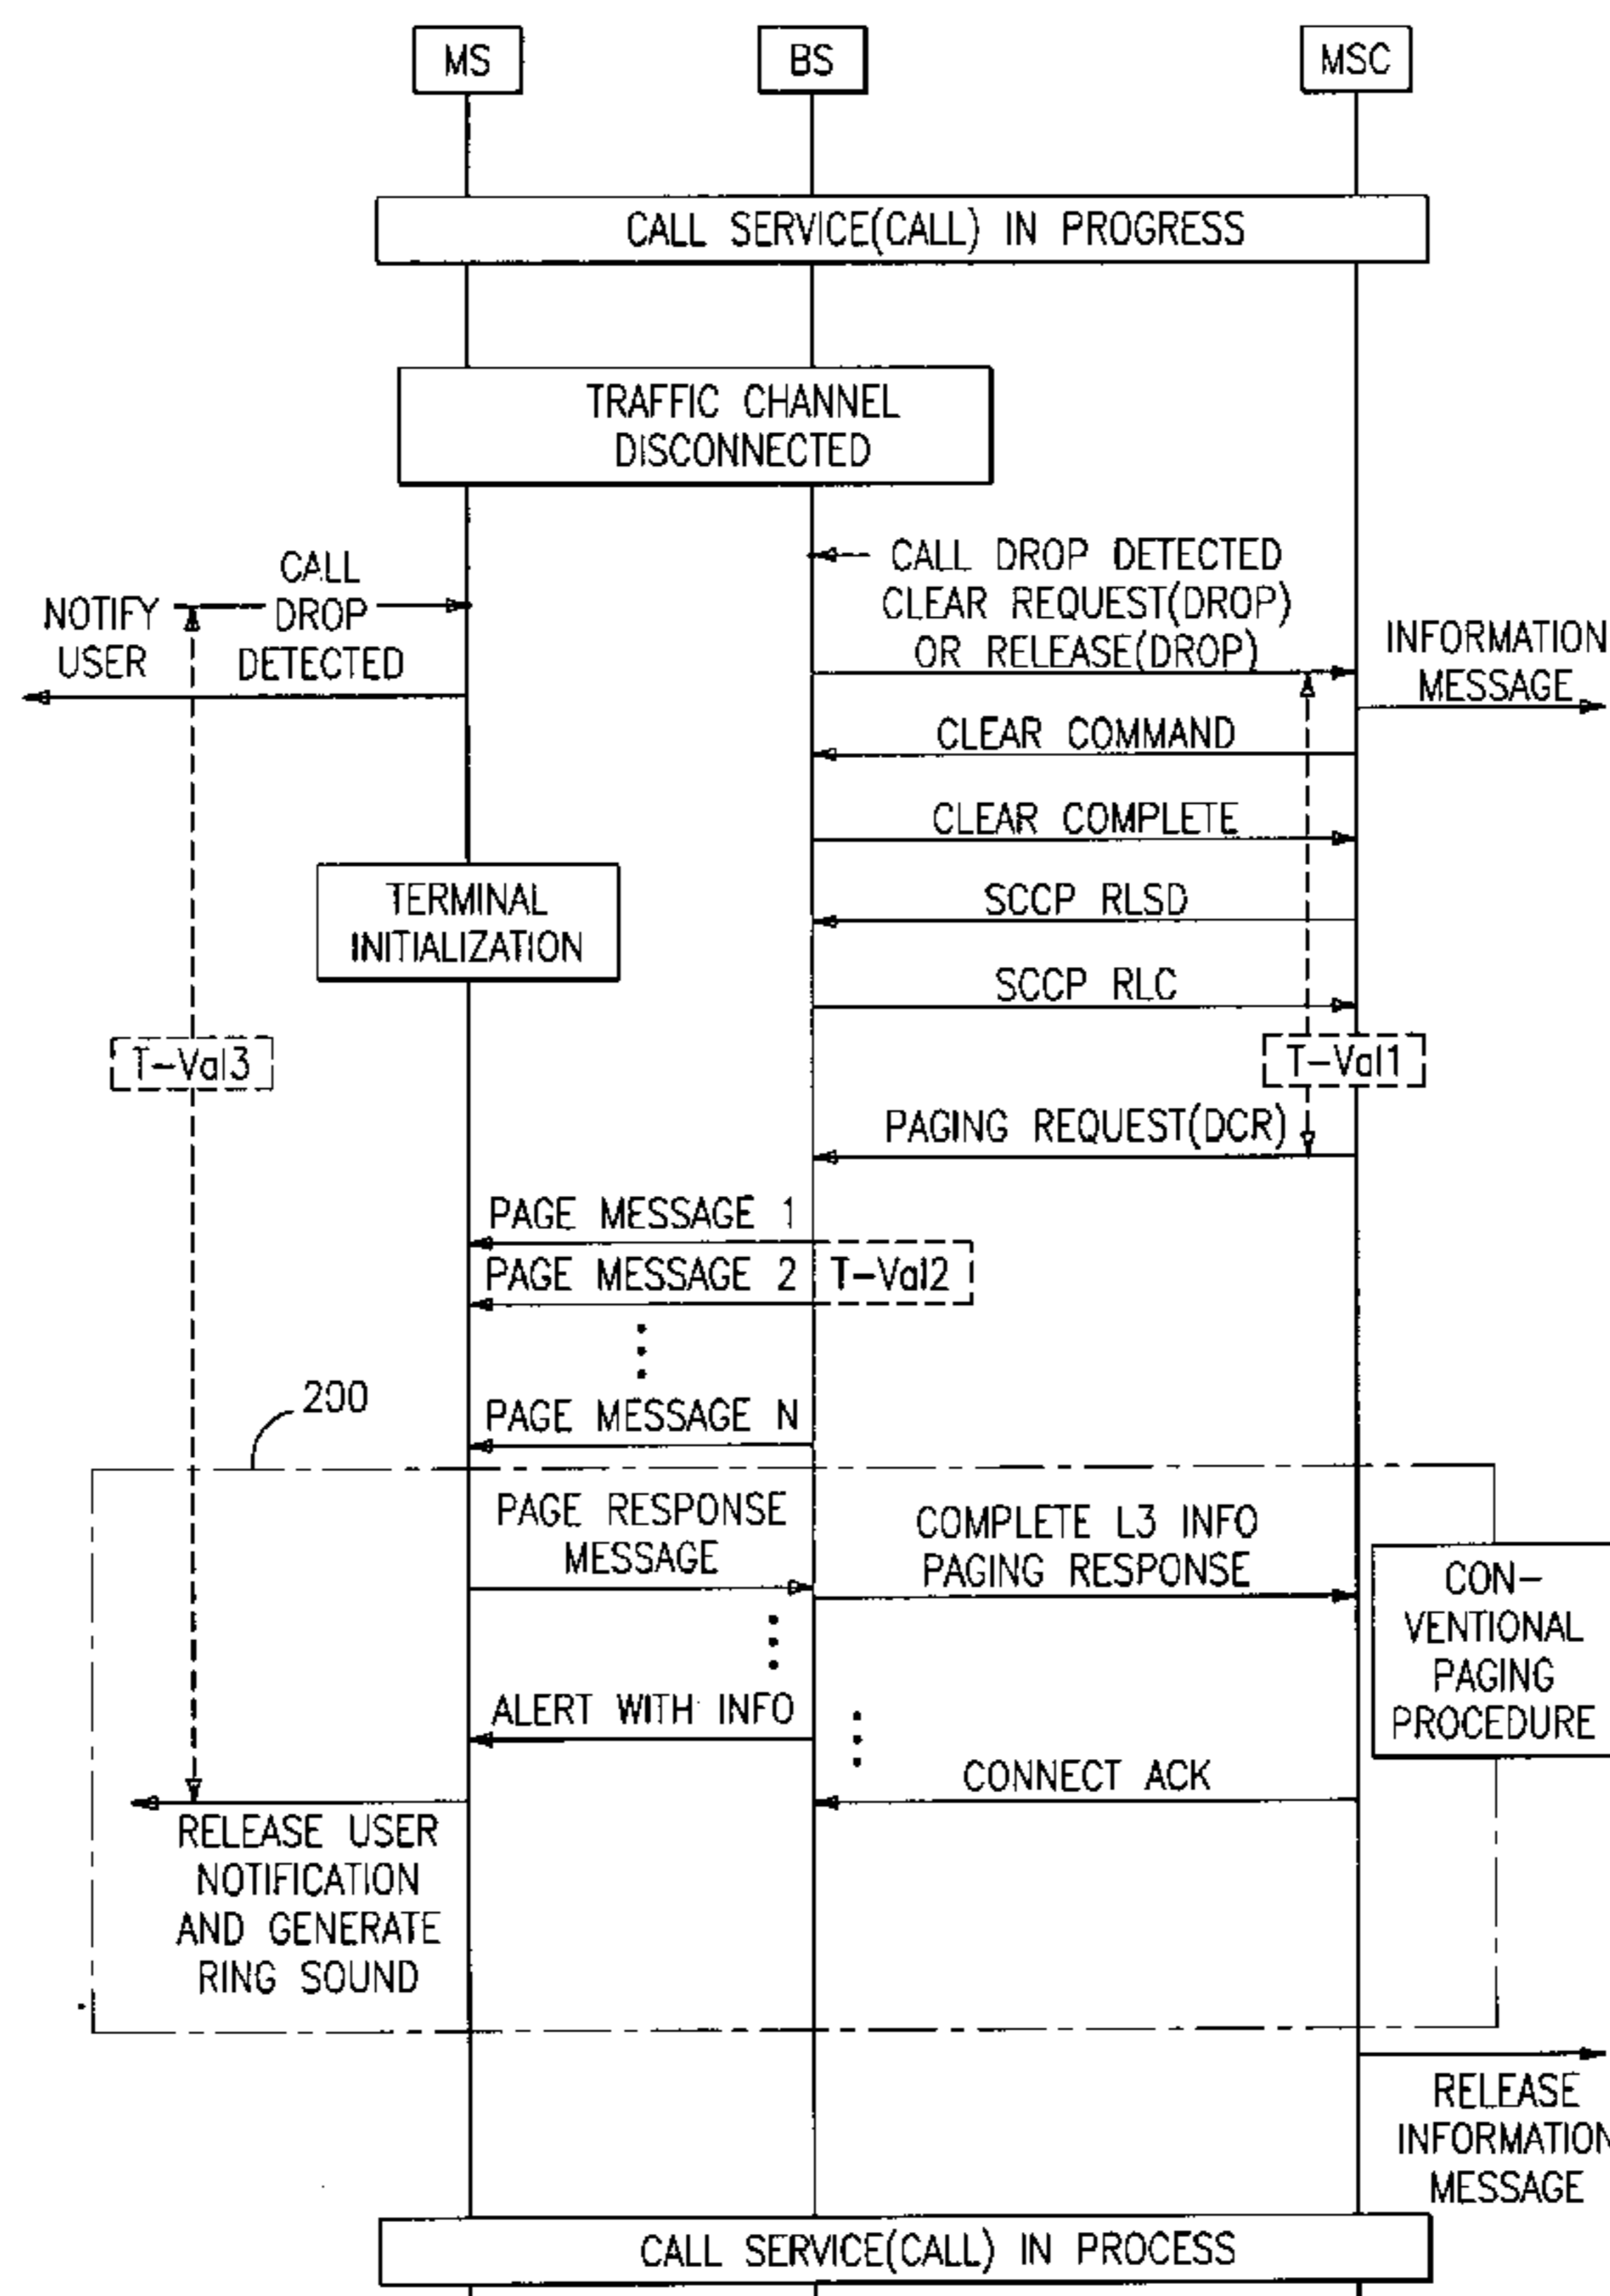 MS
BS
MSC
CALL SERVICE(CALL) IN PROGRESS
TRAFFIC CHANNEL
DISCONNECTED
CALL DROP DETECTED
CLEAR REQUEST(DROP)
OR RELEASE(DROP)
CALL
DROP
DETECTED
NOTIFY
USER
INFORMATION
MESSAGE
CLEAR COMMAND
CLEAR COMPLETE
TERMINAL
INITIALIZATION
SCCP RLSD
SCCP RLC
T-Val3
T-Val1
PAGING REQUEST(DCR)
PAGE MESSAGE 1
PAGE MESSAGE 2
T-Val2
200
PAGE MESSAGE N
PAGE RESPONSE
MESSAGE
COMPLETE L3 INFO
PAGING RESPONSE
CON-
VENTIONAL
PAGING
PROCEDURE
ALERT WITH INFO
CONNECT ACK
RELEASE USER
NOTIFICATION
AND GENERATE
RING SOUND
RELEASE
INFORMATION
MESSAGE
CALL SERVICE(CALL) IN PROCESS